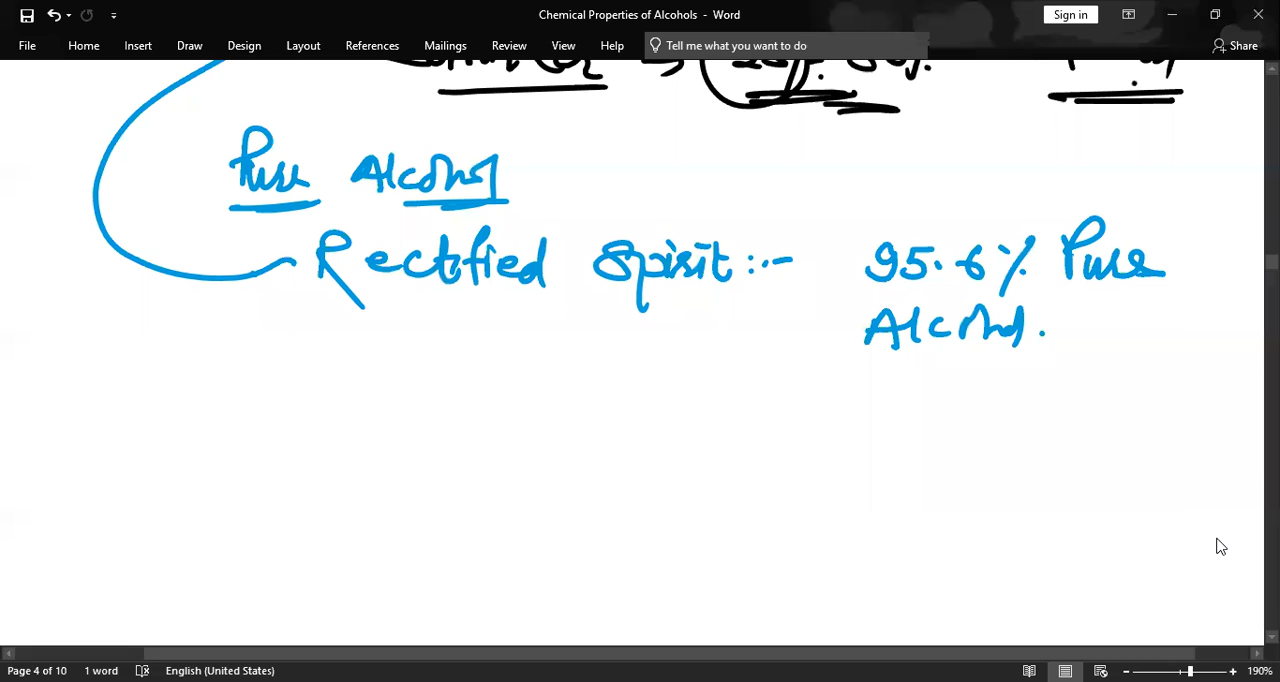 Chemical Properties of Alcohols - Word
Sign in
File Home Insert Draw Design Layout References Mailings Review View Help Tell me what you want to do Share
Pure Alcohol
Rectified Spirit :- 95.6% Pure
Alcohol.
Page 4 of 10 1 word English (United States) 190%